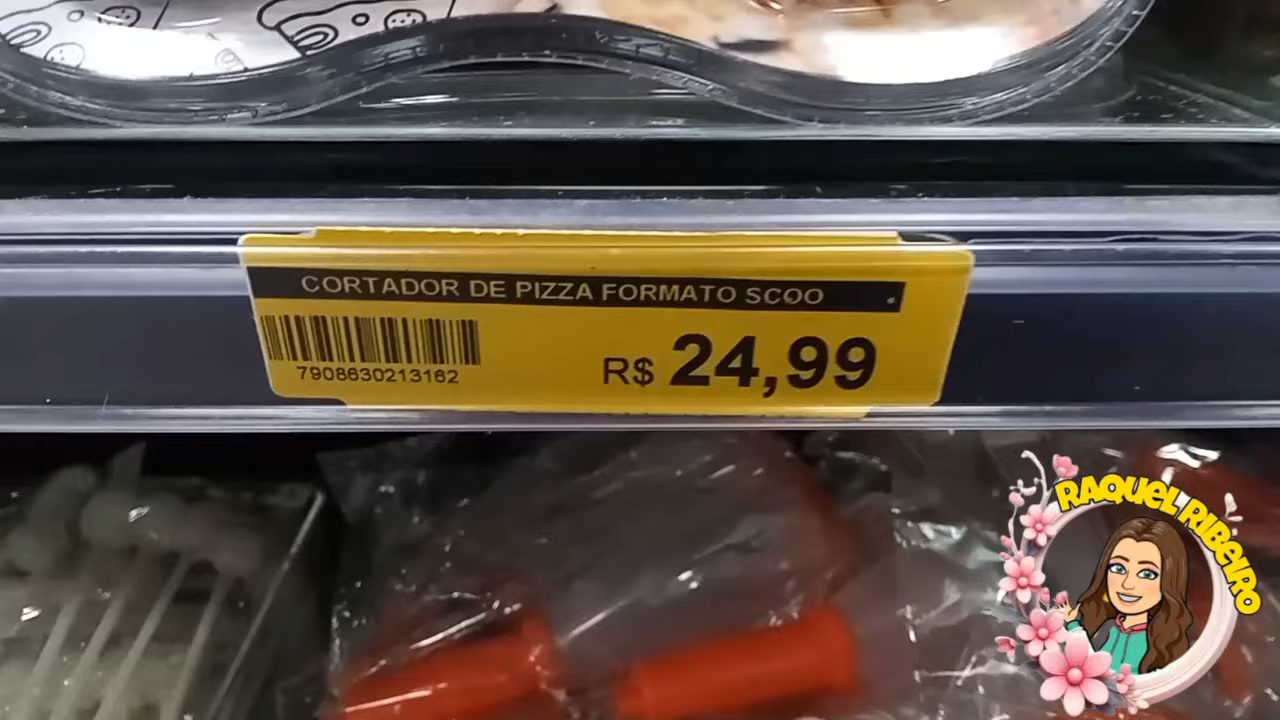 CORTADOR DE PIZZA FORMATO SCOO
7908630213162
R$ 24,99
RAQUEL RIBEIRO